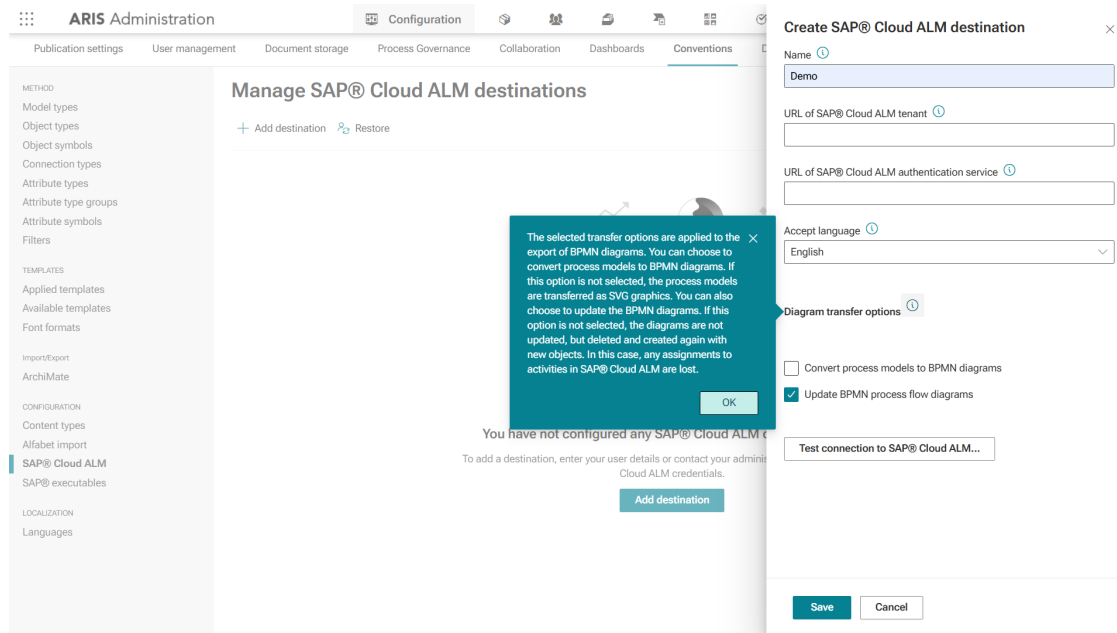 ARIS Administration
Configuration
Publication settings
User management
Document storage
Process Governance
Collaboration
Dashboards
Conventions
METHOD
Model types
Object types
Object symbols
Connection types
Attribute types
Attribute type groups
Attribute symbols
Filters
TEMPLATES
Applied templates
Available templates
Font formats
Import/Export
ArchiMate
CONFIGURATION
Content types
Alfabet import
SAP® Cloud ALM
SAP® executables
LOCALIZATION
Languages
Manage SAP® Cloud ALM destinations
Add destination
Restore
The selected transfer options are applied to the
export of BPMN diagrams. You can choose to
convert process models to BPMN diagrams. If
this option is not selected, the process models
are transferred as SVG graphics. You can also
choose to update the BPMN diagrams. If this
option is not selected, the diagrams are not
updated, but deleted and created again with
new objects. In this case, any assignments to
activities in SAP® Cloud ALM are lost.
OK
You have not configured any SAP® Cloud ALM
To add a destination, enter your user details or contact your
Cloud ALM credentials.
Add destination
Create SAP® Cloud ALM destination
Name
Demo
URL of SAP® Cloud ALM tenant
URL of SAP® Cloud ALM authentication service
Accept language
English
Diagram transfer options
Convert process models to BPMN diagrams
Update BPMN process flow diagrams
Test connection to SAP® Cloud ALM...
Save
Cancel